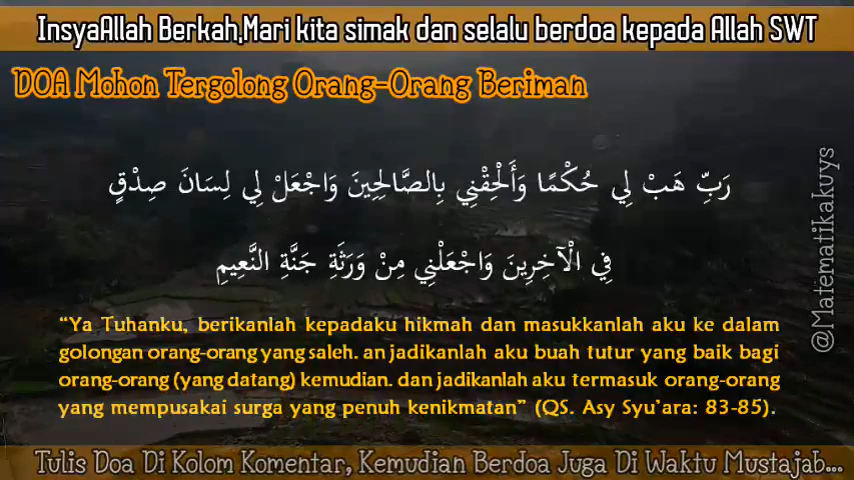 InsyaAllah Berkah,Mari kita simak dan selalu berdoa kepada Allah SWT
DOA Mohon Tergolong Orang-Orang Beriman
رَبِّ هَبْ لِي حُكْمًا وَأَلْحِقْنِي بِالصَّالِحِينَ وَاجْعَلْ لِي لِسَانَ صِدْقٍ
فِي الْآخِرِينَ وَاجْعَلْنِي مِنْ وَرَثَةِ جَنَّةِ النَّعِيمِ
“Ya Tuhanku, berikanlah kepadaku hikmah dan masukkanlah aku ke dalam
golongan orang-orang yang saleh. an jadikanlah aku buah tutur yang baik bagi
orang-orang (yang datang) kemudian. dan jadikanlah aku termasuk orang-orang
yang mempusakai surga yang penuh kenikmatan” (QS. Asy Syu’ara: 83-85).
@Matematikakuys
Tulis Doa Di Kolom Komentar, Kemudian Berdoa Juga Di Waktu Mustajab...